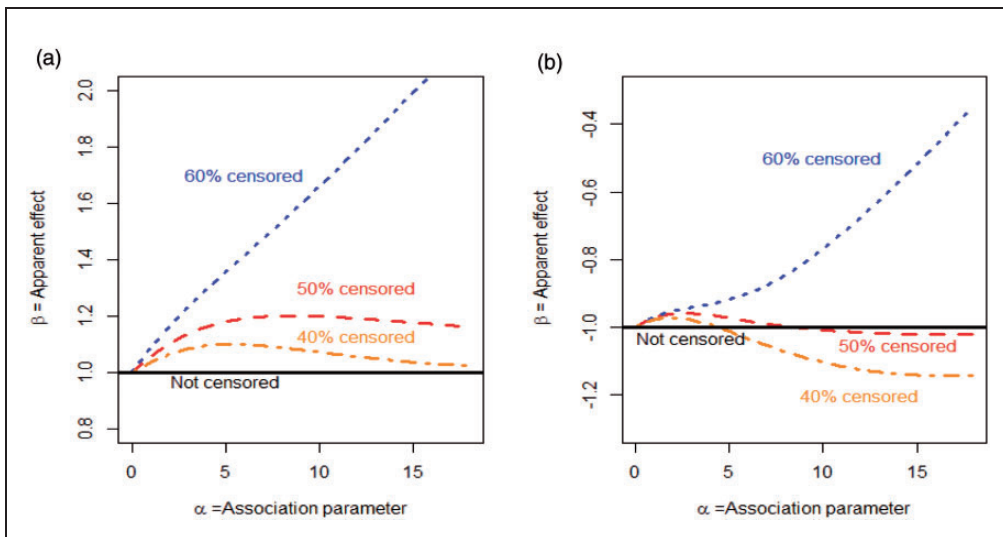 (a)
2.0
1.8
1.6
1.4
1.2
1.0
0.8
β = Apparent effect
60% censored
50% censored
40% censored
Not censored
0 5 10 15
α =Association parameter
(b)
-0.4
-0.6
-0.8
-1.0
-1.2
β = Apparent effect
60% censored
Not censored
50% censored
40% censored
0 5 10 15
α =Association parameter